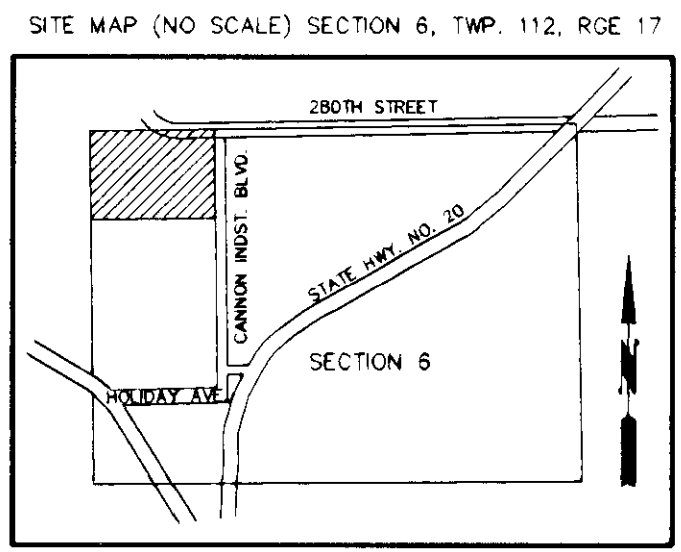 SITE MAP (NO SCALE) SECTION 6, TWP. 112, RGE 17
280TH STREET
CANNON INDST. BLVD.
STATE HWY. NO. 20
SECTION 6
HOLIDAY AVE
N